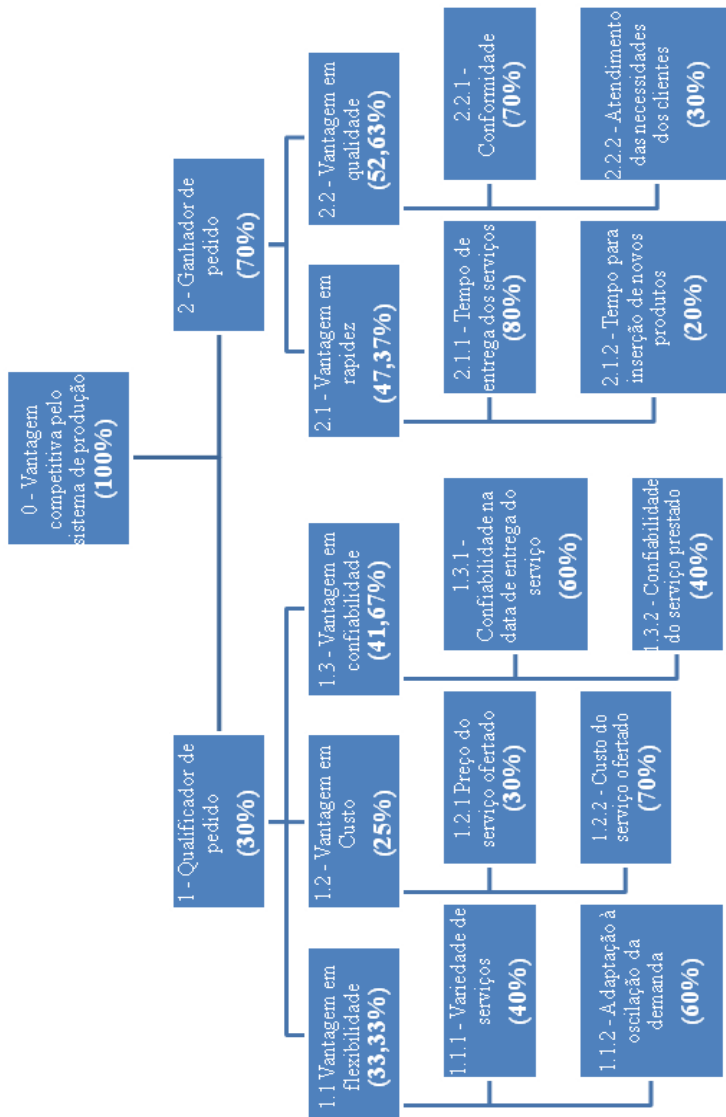 0 - Vantagem
competitiva pelo
sistema de produção
(100%)
1 - Qualificador de
pedido
(30%)
2 - Ganhador de
pedido
(70%)
1.1 Vantagem em
flexibilidade
(33,33%)
1.2 - Vantagem em
Custo
(25%)
1.3 - Vantagem em
confiabilidade
(41,67%)
2.1 - Vantagem em
rapidez
(47,37%)
2.2 - Vantagem em
qualidade
(52,63%)
1.1.1 - Variedade de
serviços
(40%)
1.1.2 - Adaptação à
oscilação da
demanda
(60%)
1.2.1 Preço do
serviço ofertado
(30%)
1.2.2 - Custo do
serviço ofertado
(70%)
1.3.1 -
Confiabilidade na
data de entrega do
serviço
(60%)
1.3.2 - Confiabilidade
do serviço prestado
(40%)
2.1.1 - Tempo de
entrega dos serviços
(80%)
2.1.2 - Tempo para
inserção de novos
produtos
(20%)
2.2.1 -
Conformidade
(70%)
2.2.2 - Atendimento
das necessidades
dos clientes
(30%)